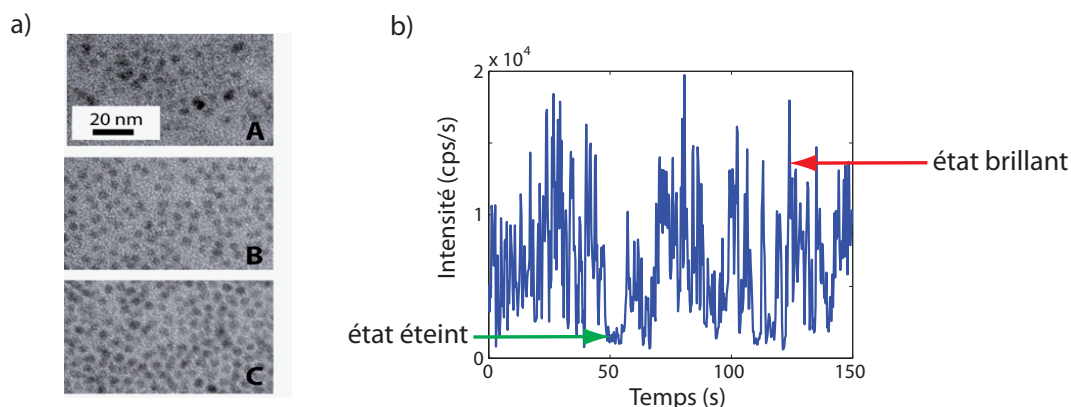 a)
20 nm
A
B
C
b)
x 10⁴
2
1
0
Intensité (cps/s)
0 50 100 150
Temps (s)
état brillant
état éteint